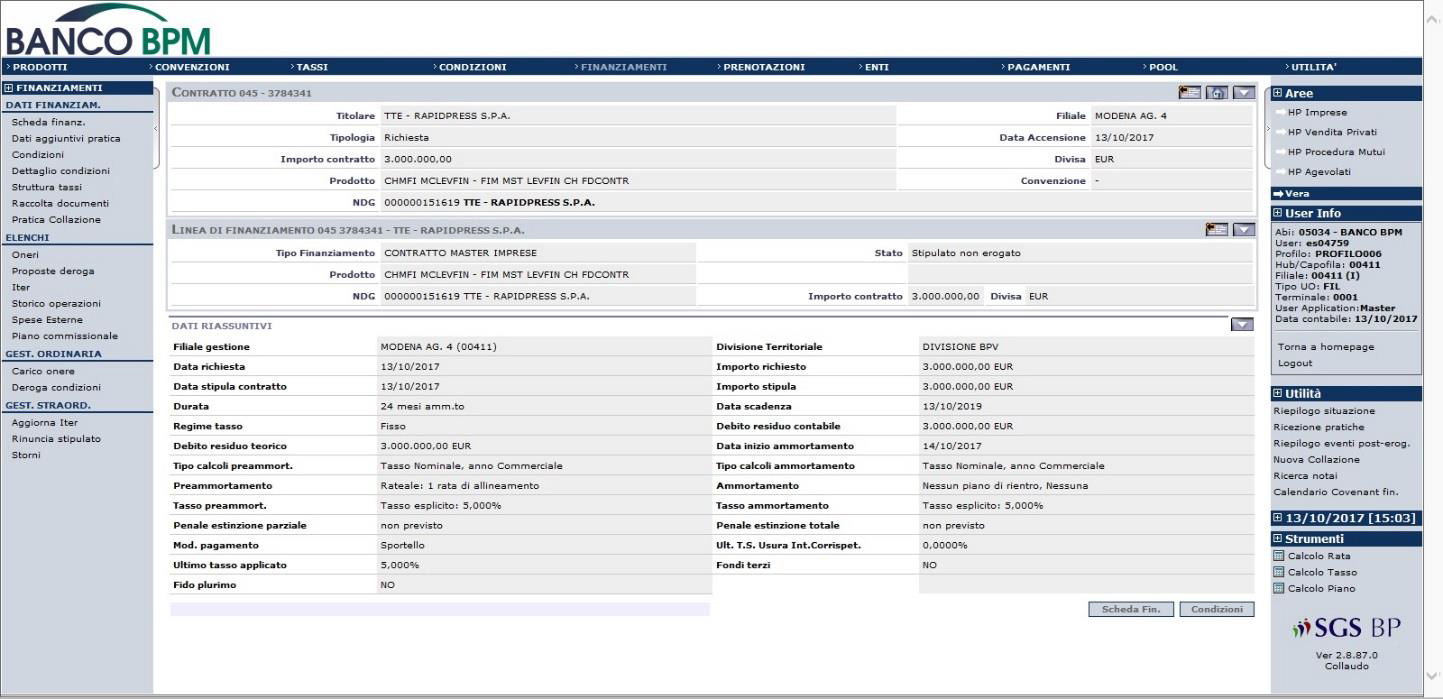 BANCO BPM
PRODOTTI CONVENZIONI TASSI CONDIZIONI FINANZIAMENTI PRENOTAZIONI ENTI PAGAMENTI POOL UTILITA'
FINANZIAMENTI
DATI FINANZIAM.
Scheda finanz.
Dati aggiuntivi pratica
Condizioni
Dettaglio condizioni
Struttura tassi
Raccolta documenti
Pratica Collazione
ELENCHI
Oneri
Proposte deroga
Iter
Storico operazioni
Spese Esterne
Piano commissionale
GEST. ORDINARIA
Carico onere
Deroga condizioni
GEST. STRAORD.
Aggiorna Iter
Rinuncia stipulato
Storni
CONTRATTO 045 - 3784341
Titolare TTE - RAPIDPRESS S.P.A. Filiale MODENA AG. 4
Tipologia Richiesta Data Accensione 13/10/2017
Importo contratto 3.000.000,00 Divisa EUR
Prodotto CHMFI MCLEVFIN - FIM MST LEVFIN CH FDCONTR Convenzione -
NDG 000000151619 TTE - RAPIDPRESS S.P.A.
LINEA DI FINANZIAMENTO 045 3784341 - TTE - RAPIDPRESS S.P.A.
Tipo Finanziamento CONTRATTO MASTER IMPRESE Stato Stipulato non erogato
Prodotto CHMFI MCLEVFIN - FIM MST LEVFIN CH FDCONTR
NDG 000000151619 TTE - RAPIDPRESS S.P.A. Importo contratto 3.000.000,00 Divisa EUR
DATI RIASSUNTIVI
Filiale gestione MODENA AG. 4 (00411) Divisione Territoriale DIVISIONE BPV
Data richiesta 13/10/2017 Importo richiesto 3.000.000,00 EUR
Data stipula contratto 13/10/2017 Importo stipula 3.000.000,00 EUR
Durata 24 mesi amm.to Data scadenza 13/10/2019
Regime tasso Fisso Debito residuo contabile 3.000.000,00 EUR
Debito residuo teorico 3.000.000,00 EUR Data inizio ammortamento 14/10/2017
Tipo calcoli preammort. Tasso Nominale, anno Commerciale Tipo calcoli ammortamento Tasso Nominale, anno Commerciale
Preammortamento Rateale: 1 rata di allineamento Ammortamento Nessun piano di rientro, Nessuna
Tasso preammort. Tasso esplicito: 5,000% Tasso ammortamento Tasso esplicito: 5,000%
Penale estinzione parziale non previsto Penale estinzione totale non previsto
Mod. pagamento Sportello Ult. T.S. Usura Int.Corrispet. 0,0000%
Ultimo tasso applicato 5,000% Fondi terzi NO
Fido plurimo NO
Scheda Fin. Condizioni
Aree
HP Imprese
HP Vendita Privati
HP Procedura Mutui
HP Agevolati
Vera
User Info
Abi: 05034 - BANCO BPM
User: es04759
Profilo: PROFILO006
Hub/Capofila: 00411
Filiale: 00411 (I)
Tipo UO: FIL
Terminale: 0001
User Application:Master
Data contabile: 13/10/2017
Torna a homepage
Logout
Utilità
Riepilogo situazione
Ricezione pratiche
Riepilogo eventi post-erog.
Nuova Collazione
Ricerca notai
Calendario Covenant fin.
13/10/2017 [15:03]
Strumenti
Calcolo Rata
Calcolo Tasso
Calcolo Piano
SGS BP
Ver 2.8.87.0
Collaudo